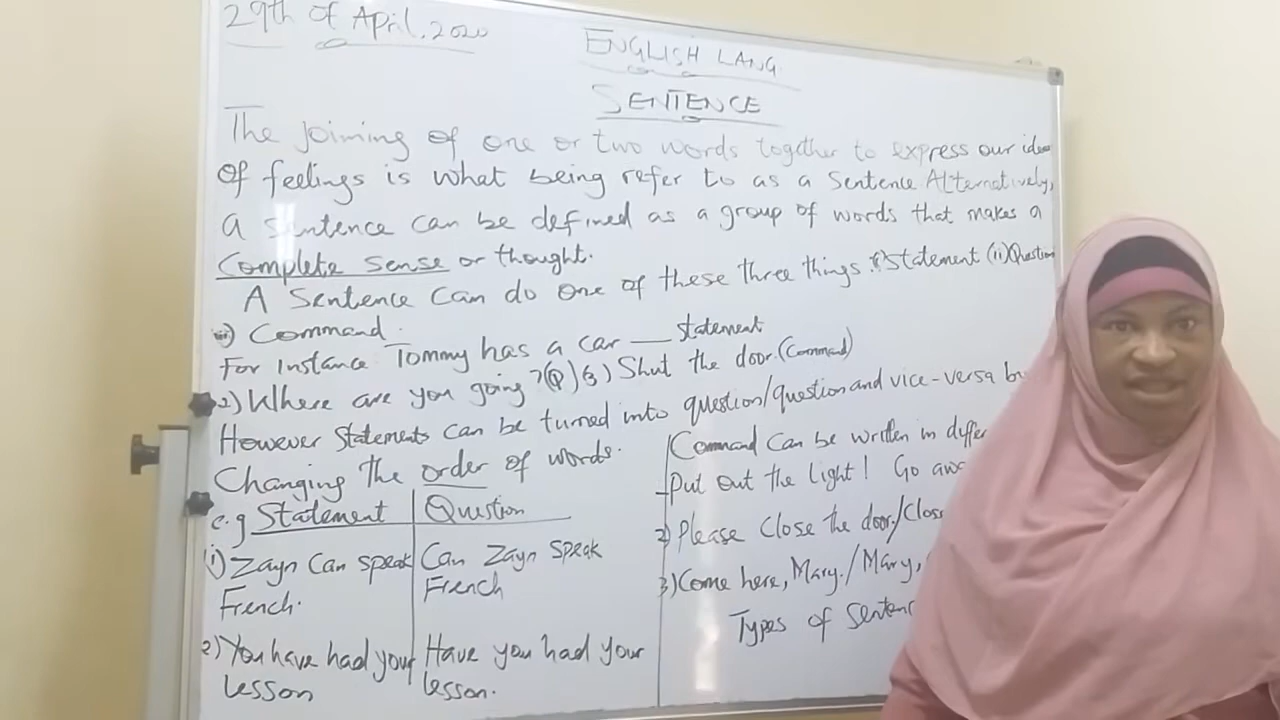 29th of April, 2020
ENGLISH LANG.
SENTENCE
The joining of one or two words together to express our idea
Of feelings is what being refer to as a Sentence Alternatively,
a sentence can be defined as a group of words that makes a
Complete sense or thought.
A Sentence Can do one of these three things (i) Statement (ii) Question
(iii) Command.
For Instance Tommy has a car __ statement
2) Where are you going? (Q) 3) Shut the door. (Command)
However Statements can be turned into question/question and vice-versa by
Changing the order of words.
e.g Statement | Question
(i) Zayn Can speak French. | Can Zayn speak French
2) You have had your lesson | Have you had your lesson.
Command Can be written in
- Put out the light! Go
2) Please Close the door/
3) Come here, Mary./Mary,
Types of